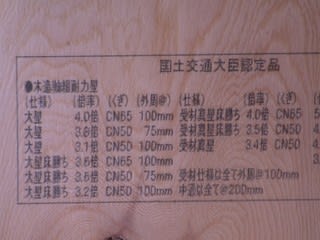 国土交通大臣認定品
●木造軸組耐力壁
(仕様) (倍率) (くぎ) (外周@) (仕様) (倍率) (くぎ)
大壁 4.0倍 CN65 100mm 受材真壁床勝ち 4.0倍 CN65
大壁 3.6倍 CN50 75mm 受材真壁床勝ち 3.3倍 CN50
大壁 3.1倍 CN50 100mm 受材真壁 3.4倍 CN50
大壁床勝ち 3.6倍 CN65 100mm
大壁床勝ち 3.6倍 CN50 75mm 受材仕様は全て外周@100mm
大壁床勝ち 3.2倍 CN50 100mm 中通は全て@200mm